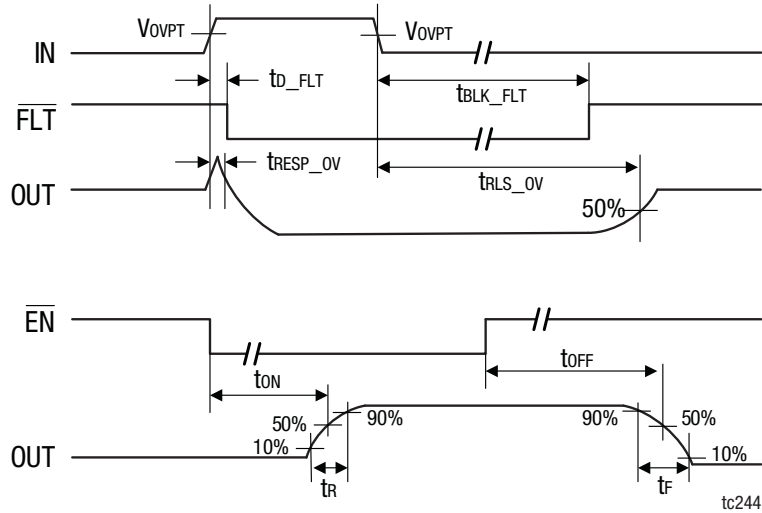 VOVPT
VOVPT
IN
tD_FLT
tBLK_FLT
FLT
tRESP_OV
tRLS_OV
OUT
50%
EN
tON
tOFF
50%
90%
90%
50%
10%
10%
OUT
tR
tF
tc244